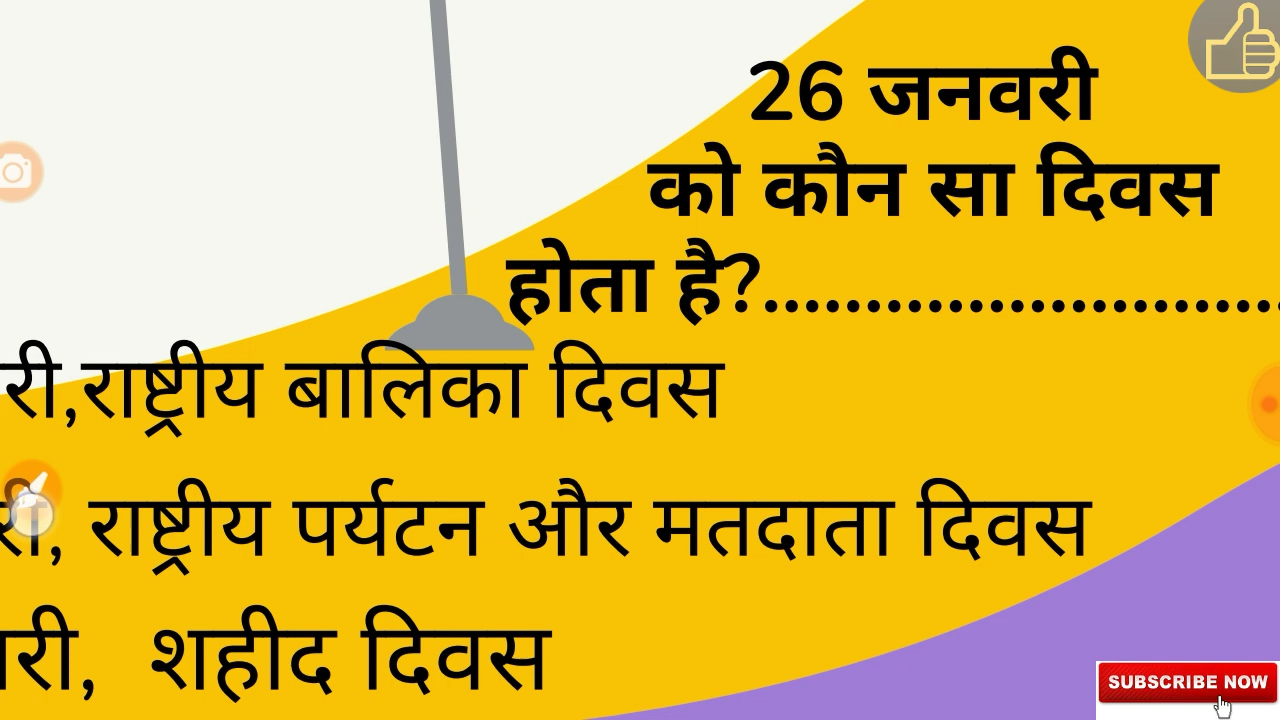 26 जनवरी
को कौन सा दिवस
होता है?..........................
री,राष्ट्रीय बालिका दिवस
री, राष्ट्रीय पर्यटन और मतदाता दिवस
री, शहीद दिवस
SUBSCRIBE NOW